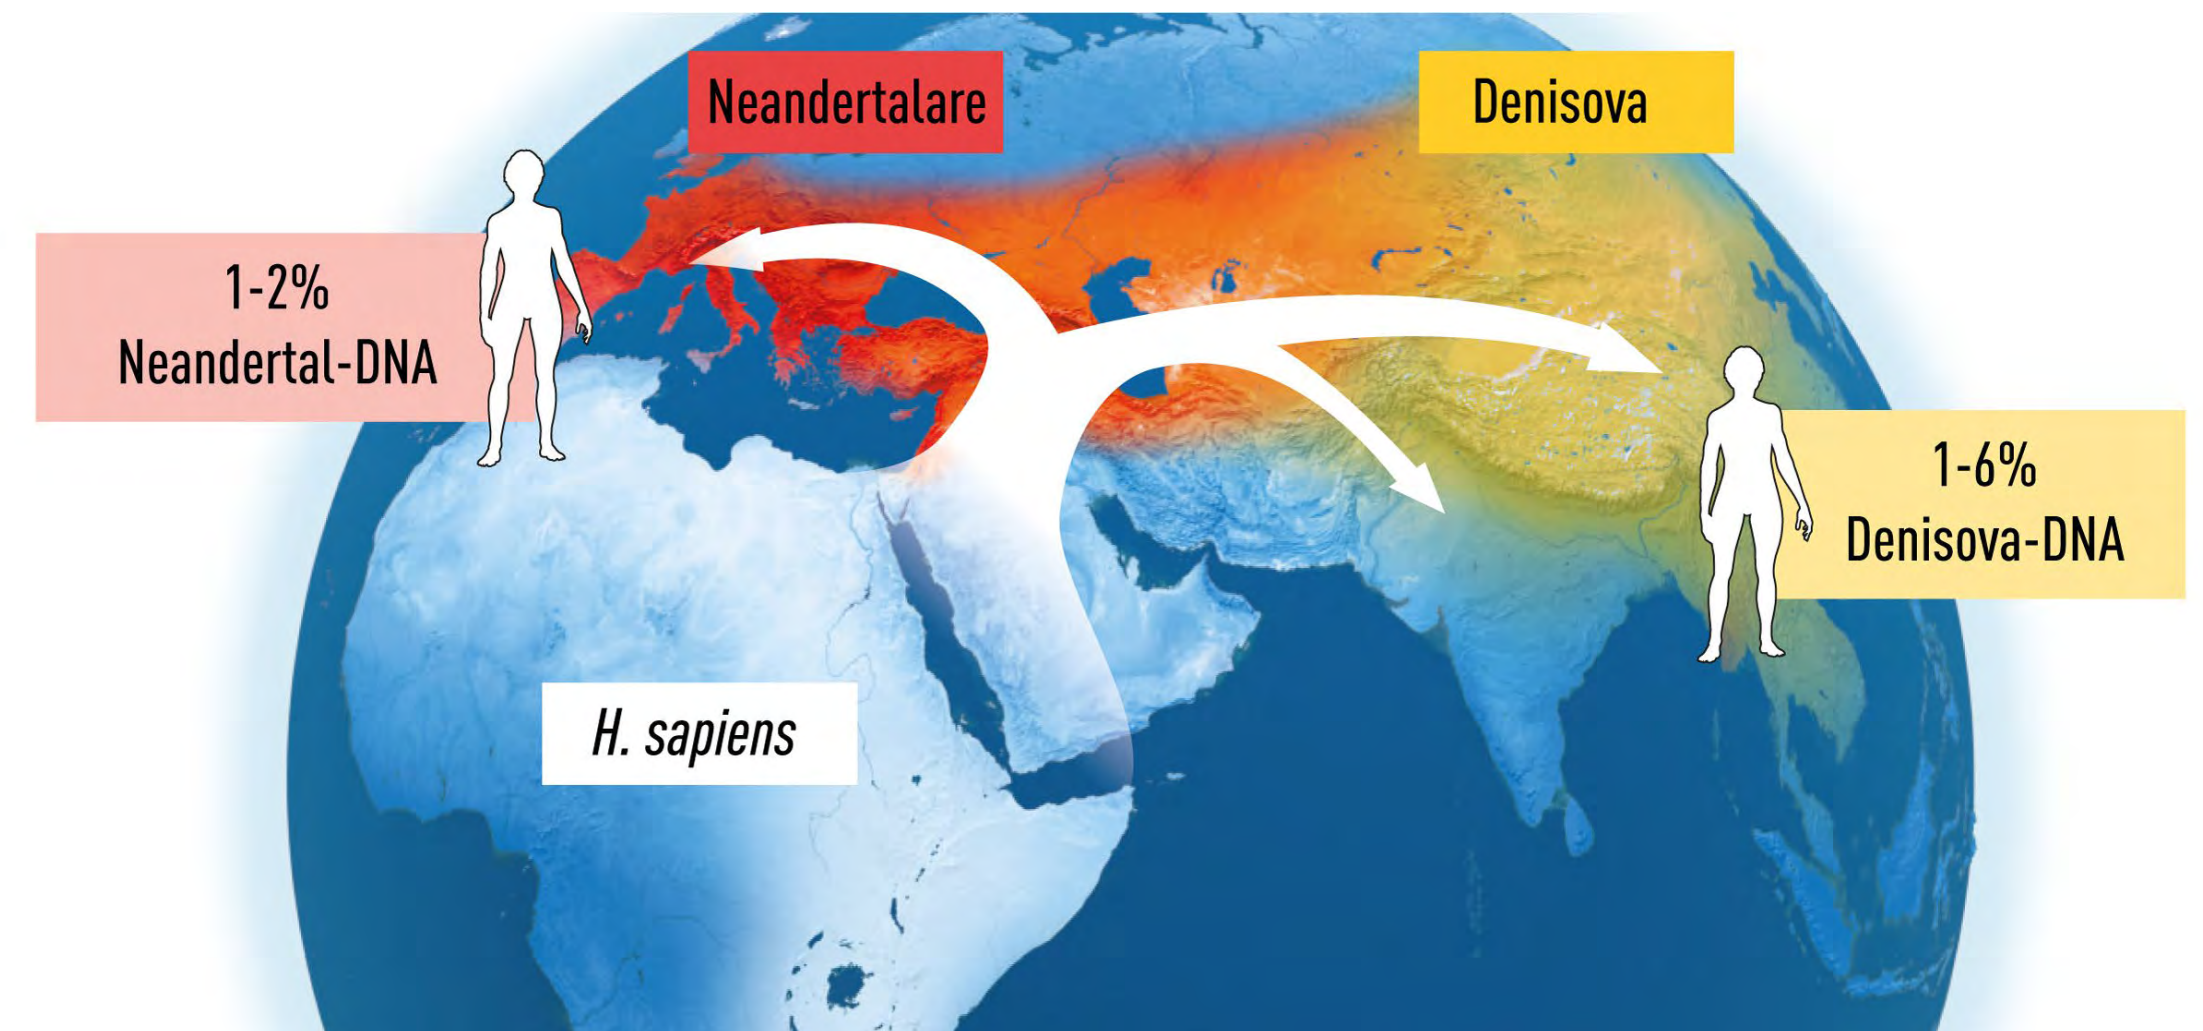 Neandertalare
Denisova
1-2%
Neandertal-DNA
1-6%
Denisova-DNA
H. sapiens